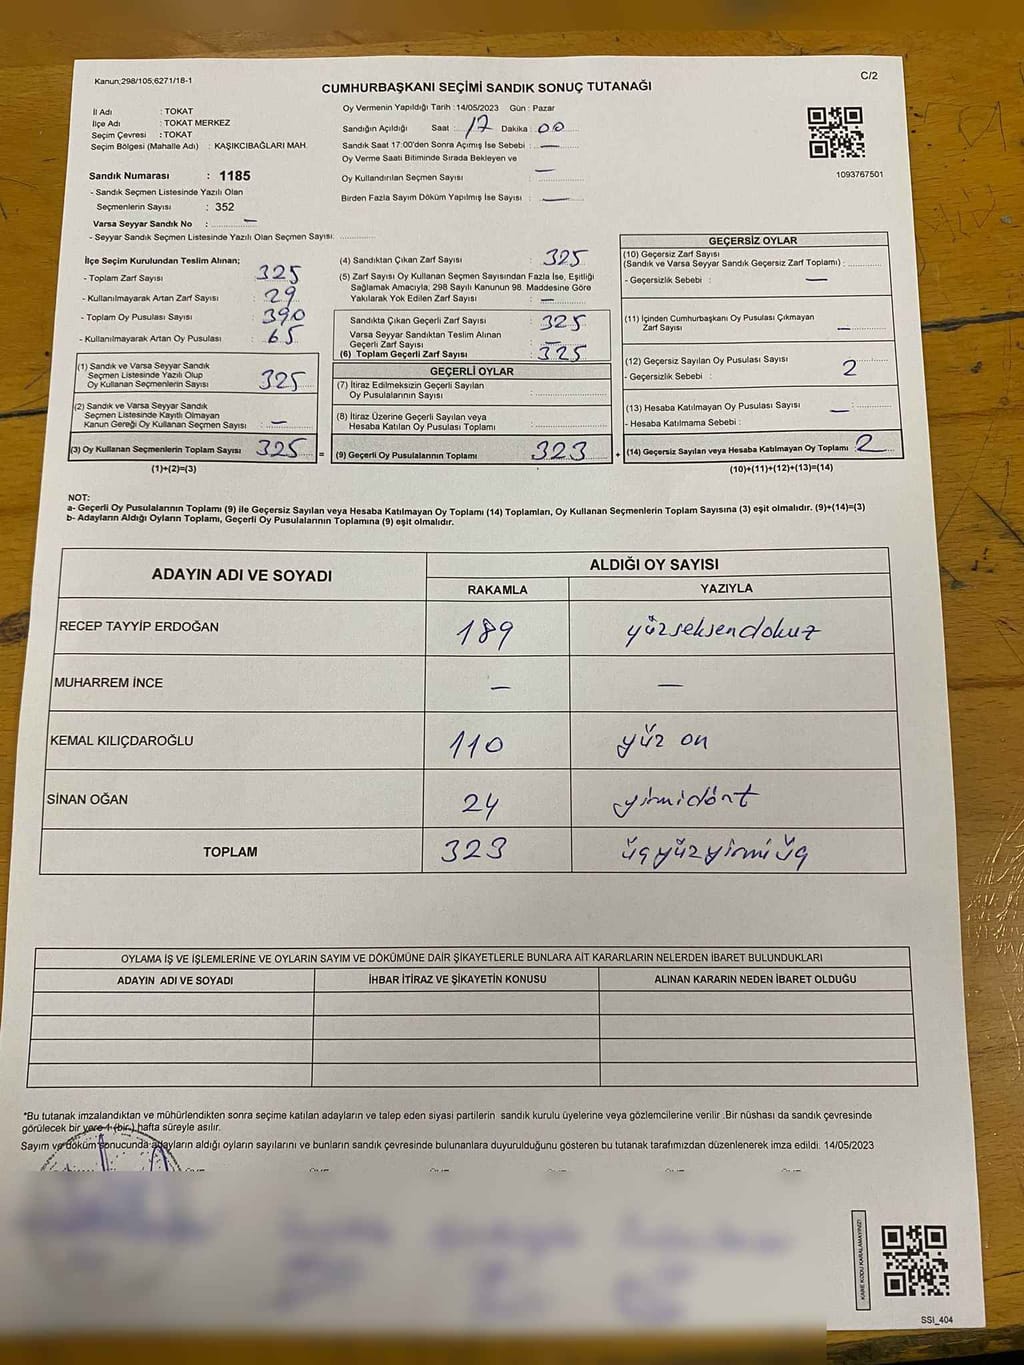 Kanun;298/105;6271/18-1
C/2
CUMHURBAŞKANI SEÇİMİ SANDIK SONUÇ TUTANAĞI
İl Adı : TOKAT
İlçe Adı : TOKAT MERKEZ
Seçim Çevresi : TOKAT
Seçim Bölgesi (Mahalle Adı) : KAŞIKCIBAĞLARI MAH.
Sandık Numarası : 1185
- Sandık Seçmen Listesinde Yazılı Olan
Seçmenlerin Sayısı : 352
Varsa Seyyar Sandık No : —
- Seyyar Sandık Seçmen Listesinde Yazılı Olan Seçmen Sayısı:
Oy Vermenin Yapıldığı Tarih : 14/05/2023 Gün : Pazar
Sandığın Açıldığı Saat : 17 Dakika : 00
Sandık Saat 17:00'den Sonra Açımış İse Sebebi : —
Oy Verme Saati Bitiminde Sırada Bekleyen ve
Oy Kullandırılan Seçmen Sayısı : —
Birden Fazla Sayım Döküm Yapılmış İse Sayısı : —
1093767501
İlçe Seçim Kurulundan Teslim Alınan;
- Toplam Zarf Sayısı : 325
- Kullanılmayarak Artan Zarf Sayısı : 29
- Toplam Oy Pusulası Sayısı : 390
- Kullanılmayarak Artan Oy Pusulası : 65
(1) Sandık ve Varsa Seyyar Sandık
Seçmen Listesinde Yazılı Olup
Oy Kullanan Seçmenlerin Sayısı : 325
(2) Sandık ve Varsa Seyyar Sandık
Seçmen Listesinde Kayıtlı Olmayan
Kanun Gereği Oy Kullanan Seçmen Sayısı : —
(3) Oy Kullanan Seçmenlerin Toplam Sayısı : 325 =
(1)+(2)=(3)
(4) Sandıktan Çıkan Zarf Sayısı : 325
(5) Zarf Sayısı Oy Kullanan Seçmen Sayısından Fazla İse, Eşitliği
Sağlamak Amacıyla, 298 Sayılı Kanunun 98. Maddesine Göre
Yakılarak Yok Edilen Zarf Sayısı : —
Sandıkta Çıkan Geçerli Zarf Sayısı : 325
Varsa Seyyar Sandıktan Teslim Alınan
Geçerli Zarf Sayısı : —
(6) Toplam Geçerli Zarf Sayısı : 325
GEÇERLİ OYLAR
(7) İtiraz Edilmeksizin Geçerli Sayılan
Oy Pusulalarının Sayısı :
(8) İtiraz Üzerine Geçerli Sayılan veya
Hesaba Katılan Oy Pusulası Toplamı :
(9) Geçerli Oy Pusulalarının Toplamı : 323 +
GEÇERSİZ OYLAR
(10) Geçersiz Zarf Sayısı
(Sandık ve Varsa Seyyar Sandık Geçersiz Zarf Toplamı) :
- Geçersizlik Sebebi : —
(11) İçinden Cumhurbaşkanı Oy Pusulası Çıkmayan
Zarf Sayısı : —
(12) Geçersiz Sayılan Oy Pusulası Sayısı : 2
- Geçersizlik Sebebi :
(13) Hesaba Katılmayan Oy Pusulası Sayısı : —
- Hesaba Katılmama Sebebi :
(14) Geçersiz Sayılan veya Hesaba Katılmayan Oy Toplamı : 2
(10)+(11)+(12)+(13)=(14)
NOT:
a- Geçerli Oy Pusulalarının Toplamı (9) ile Geçersiz Sayılan veya Hesaba Katılmayan Oy Toplamı (14) Toplamları, Oy Kullanan Seçmenlerin Toplam Sayısına (3) eşit olmalıdır. (9)+(14)=(3)
b- Adayların Aldığı Oyların Toplamı, Geçerli Oy Pusulalarının Toplamına (9) eşit olmalıdır.
ADAYIN ADI VE SOYADI
ALDIĞI OY SAYISI
RAKAMLA YAZIYLA
RECEP TAYYİP ERDOĞAN 189 yüzseksendokuz
MUHARREM İNCE — —
KEMAL KILIÇDAROĞLU 110 yüz on
SİNAN OĞAN 24 yirmidört
TOPLAM 323 üçyüzyirmiüç
OYLAMA İŞ VE İŞLEMLERİNE VE OYLARIN SAYIM VE DÖKÜMÜNE DAİR ŞİKAYETLERLE BUNLARA AİT KARARLARIN NELERDEN İBARET BULUNDUKLARI
ADAYIN ADI VE SOYADI İHBAR İTİRAZ VE ŞİKAYETİN KONUSU ALINAN KARARIN NEDEN İBARET OLDUĞU
*Bu tutanak imzalandıktan ve mühürlendikten sonra seçime katılan adayların ve talep eden siyasi partilerin sandık kurulu üyelerine veya gözlemcilerine verilir .Bir nüshası da sandık çevresinde
görülecek bir yere 1 (bir) hafta süreyle asılır.
Sayım ve döküm sonucunda adayların aldığı oyların sayılarını ve bunların sandık çevresinde bulunanlara duyurulduğunu gösteren bu tutanak tarafımızdan düzenlenerek imza edildi. 14/05/2023
KARE KODU KARALAMAYINIZ!
SSI_404